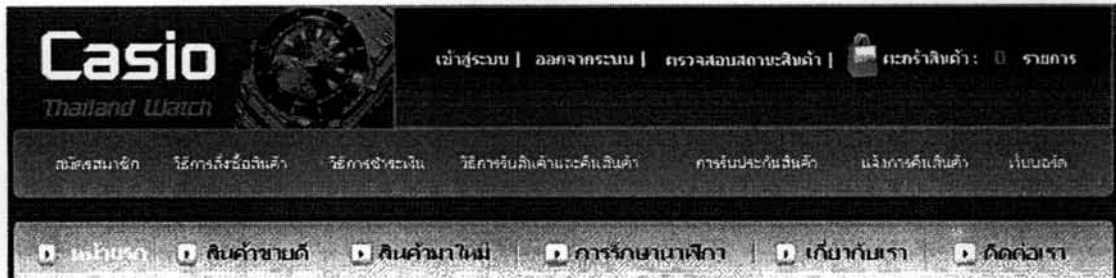 Casio
Thailand Watch
เข้าสู่ระบบ | ออกจากระบบ | ตรวจสอบสถานะสินค้า | ตะกร้าสินค้า : รายการ
สมัครสมาชิก วิธีการสั่งซื้อสินค้า วิธีการชำระเงิน วิธีการรับสินค้าและคืนสินค้า การรับประกันสินค้า แจ้งการคืนสินค้า เว็บบอร์ด
หน้าแรก สินค้าขายดี สินค้ามาใหม่ การรักษานาฬิกา เกี่ยวกับเรา ติดต่อเรา